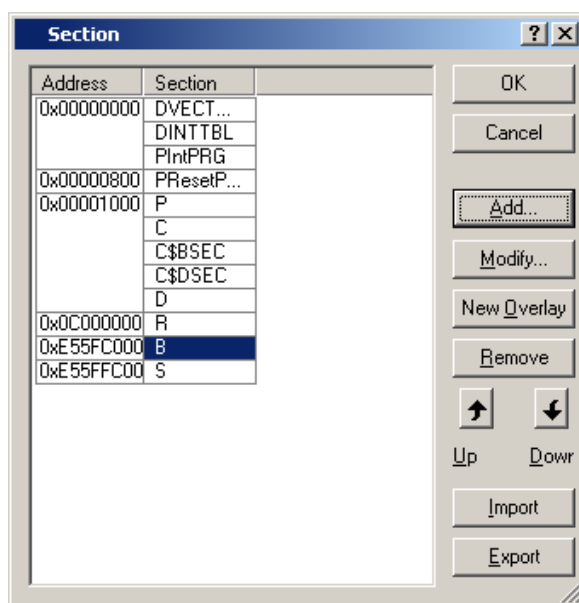 Section
Address Section
0x00000000 DVECT...
DINTTBL
PIntPRG
0x00000800 PResetP...
0x00001000 P
C
C$BSEC
C$DSEC
D
0x0C000000 R
0xE55FC000 B
0xE55FFC00 S
OK
Cancel
Add...
Modify...
New Overlay
Remove
Up Dowr
Import
Export